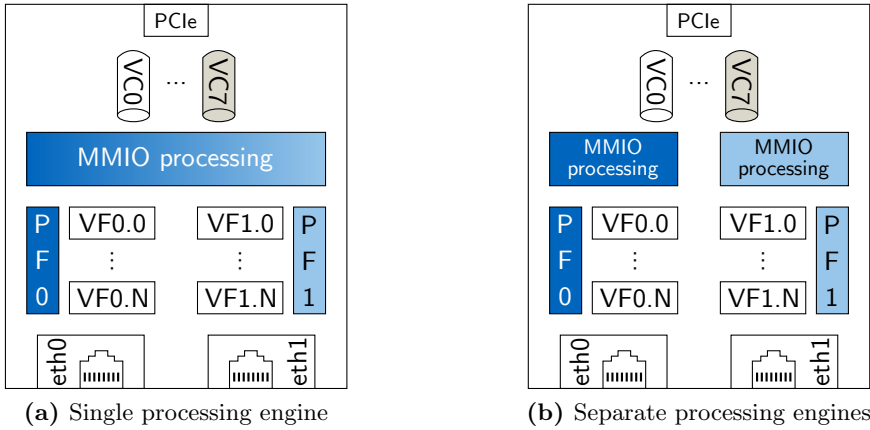 PCIe
VC0 ... VC7
MMIO processing
P F 0
VF0.0
⋮
VF0.N
VF1.0
⋮
VF1.N
P F 1
eth0
eth1
(a) Single processing engine
PCIe
VC0 ... VC7
MMIO
processing
MMIO
processing
P F 0
VF0.0
⋮
VF0.N
VF1.0
⋮
VF1.N
P F 1
eth0
eth1
(b) Separate processing engines